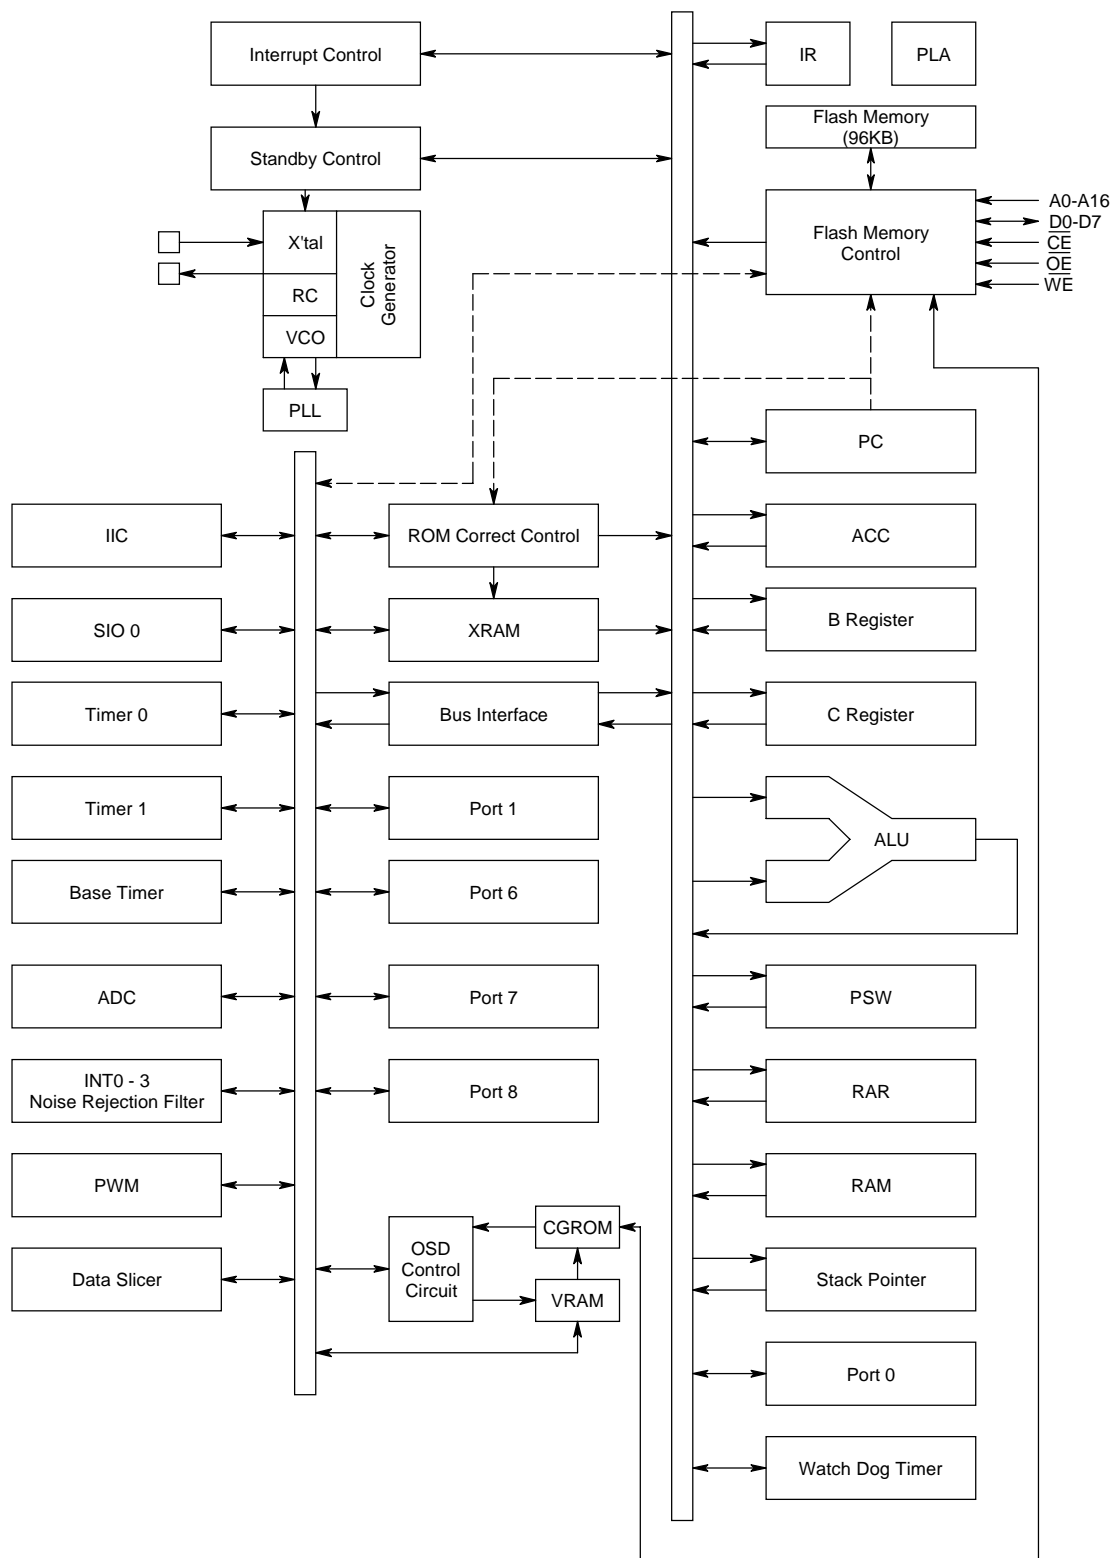 Interrupt Control
IR
PLA
Flash Memory
(96KB)
Standby Control
A0-A16
D0-D7
CE
OE
WE
Flash Memory
Control
X'tal
RC
VCO
Clock
Generator
PLL
PC
IIC
ROM Correct Control
ACC
SIO 0
XRAM
B Register
Timer 0
Bus Interface
C Register
Timer 1
Port 1
ALU
Base Timer
Port 6
ADC
Port 7
PSW
INT0 - 3
Noise Rejection Filter
Port 8
RAR
PWM
RAM
CGROM
OSD
Control
Circuit
VRAM
Data Slicer
Stack Pointer
Port 0
Watch Dog Timer